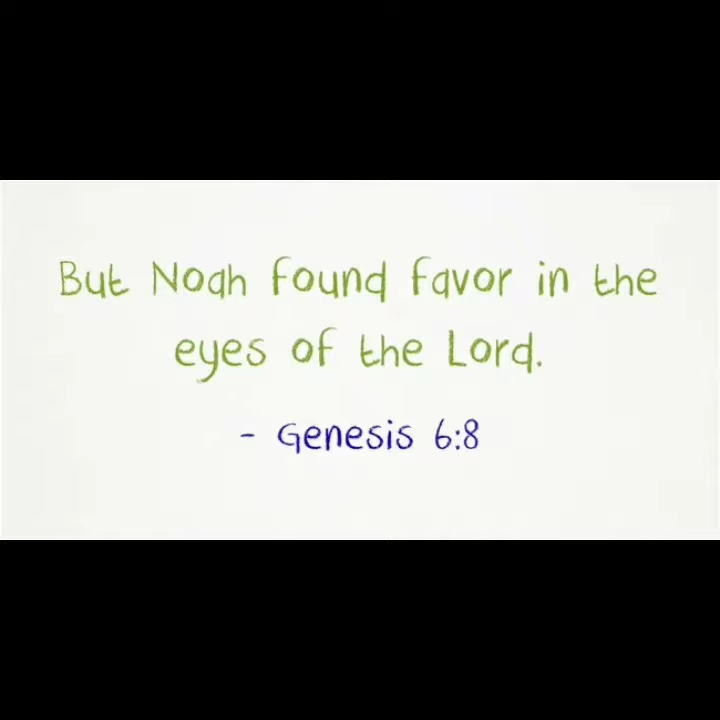 But Noah found favor in the
eyes of the Lord.
- Genesis 6:8